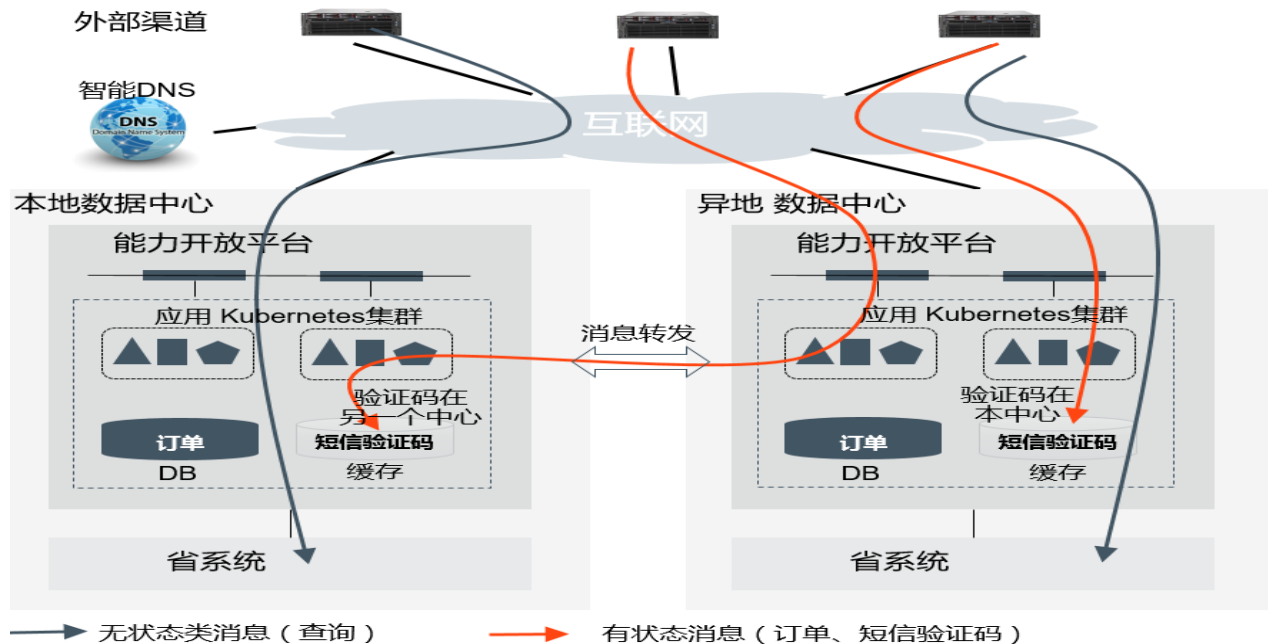 外部渠道
智能DNS
DNS
Domain Name System
互联网
本地数据中心
异地 数据中心
能力开放平台
能力开放平台
应用 Kubernetes集群
应用 Kubernetes集群
消息转发
验证码在
另一个中心
验证码在
本中心
订单
短信验证码
订单
短信验证码
DB
缓存
DB
缓存
省系统
省系统
无状态类消息（查询）
有状态消息（订单、短信验证码）